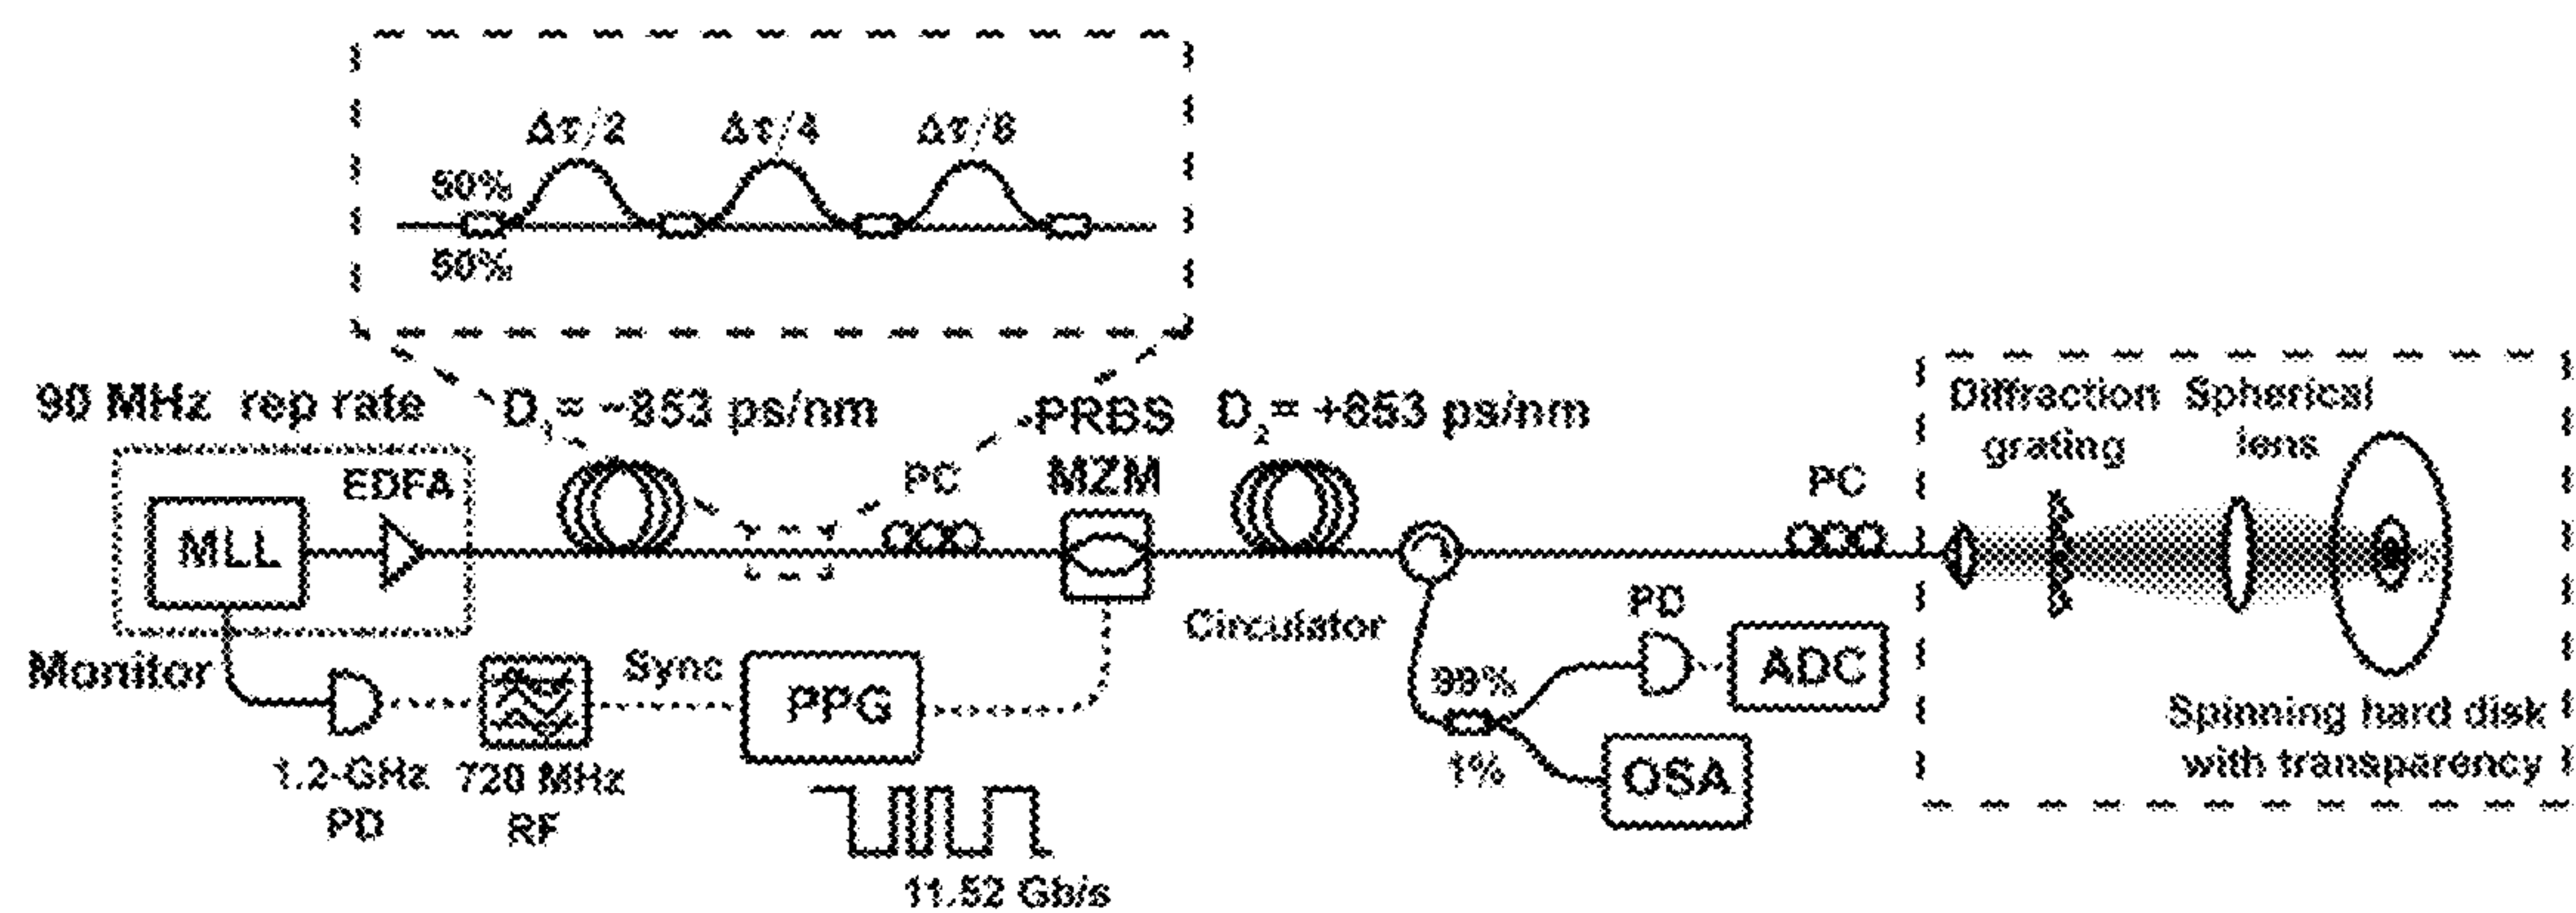 Δτ/2 Δτ/4 Δτ/8
50%
50%
90 MHz rep rate
D₁ = −853 ps/nm
PRBS
MZM
D₂ = +853 ps/nm
Diffraction
grating
Spherical
lens
EDFA
MLL
PC
PC
Monitor
Sync
PPG
1.2-GHz
PD
720 MHz
RF
11.52 Gb/s
Circulator
99%
1%
PD
ADC
OSA
Spinning hard disk
with transparency